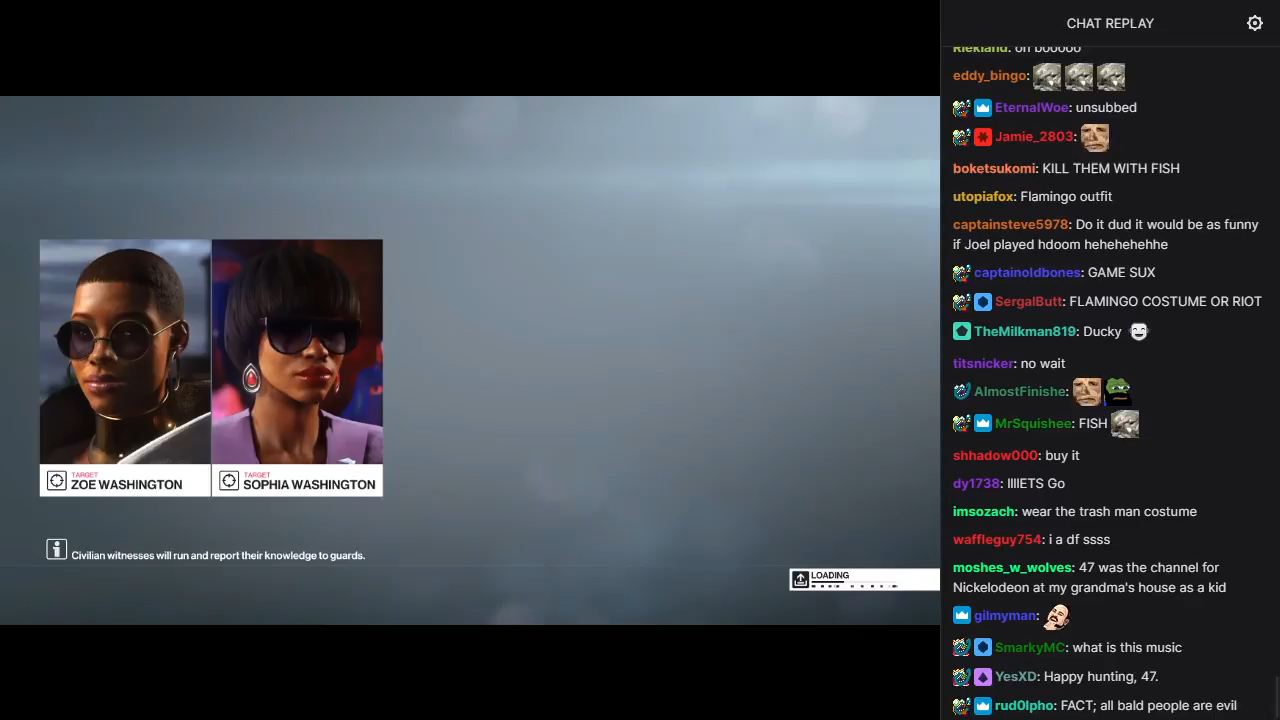 TARGET
ZOE WASHINGTON
TARGET
SOPHIA WASHINGTON
Civilian witnesses will run and report their knowledge to guards.
LOADING
CHAT REPLAY
Riekland: oh booooo
eddy_bingo:
EternalWoe: unsubbed
Jamie_2803:
boketsukomi: KILL THEM WITH FISH
utopiafox: Flamingo outfit
captainsteve5978: Do it dud it would be as funny
if Joel played hdoom hehehehehhe
captainoldbones: GAME SUX
SergalButt: FLAMINGO COSTUME OR RIOT
TheMilkman819: Ducky
titsnicker: no wait
AlmostFinishe:
MrSquishee: FISH
shhadow000: buy it
dy1738: llllETS Go
imsozach: wear the trash man costume
waffleguy754: i a df ssss
moshes_w_wolves: 47 was the channel for
Nickelodeon at my grandma's house as a kid
gilmyman:
SmarkyMC: what is this music
YesXD: Happy hunting, 47.
rud0lpho: FACT; all bald people are evil